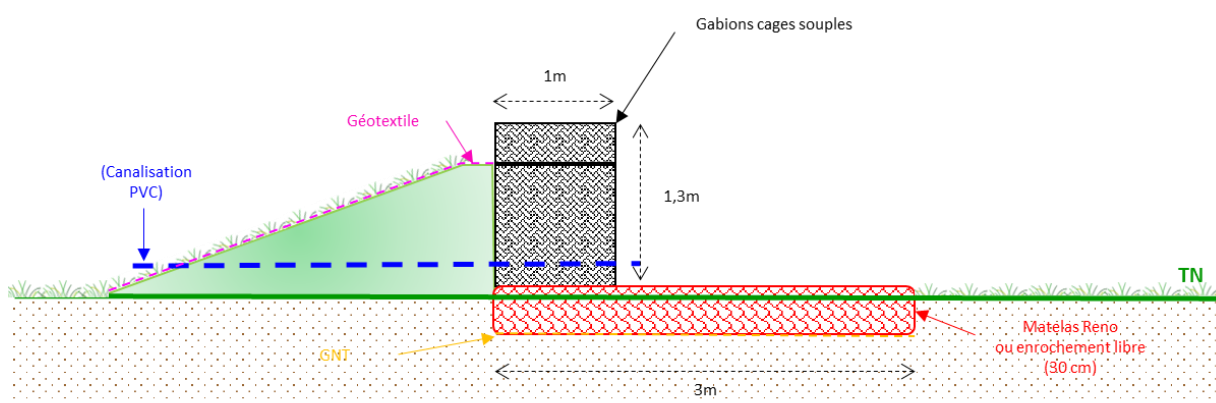 Gabions cages souples
1m
Géotextile
(Canalisation
PVC)
1,3m
TN
GNT
Matelas Reno
ou enrochement libre
(30 cm)
3m